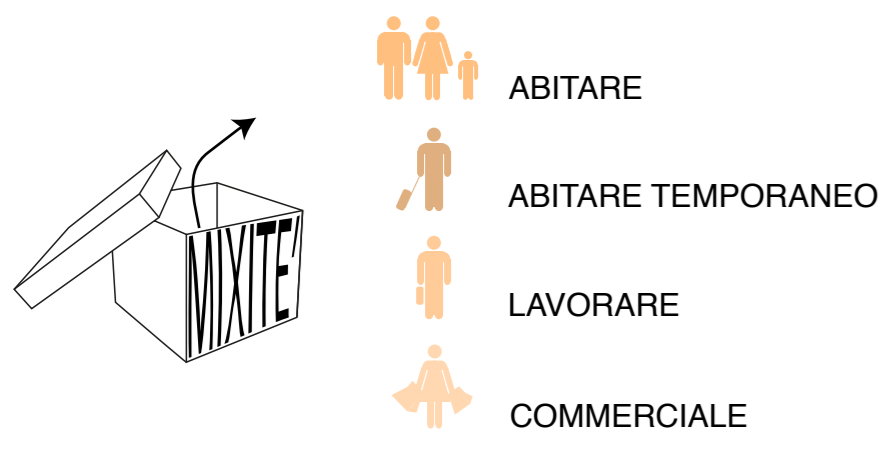 MIXITE'
ABITARE
ABITARE TEMPORANEO
LAVORARE
COMMERCIALE